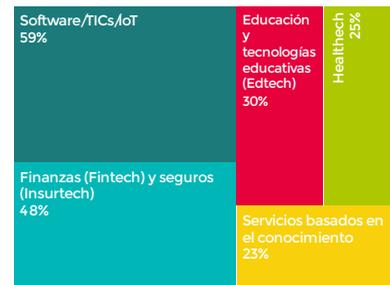 Software/TICs/IoT
59%
Educación
y
tecnologías
educativas
(Edtech)
30%
Healthech
25%
Finanzas (Fintech) y seguros
(Insurtech)
48%
Servicios basados en
el conocimiento
23%